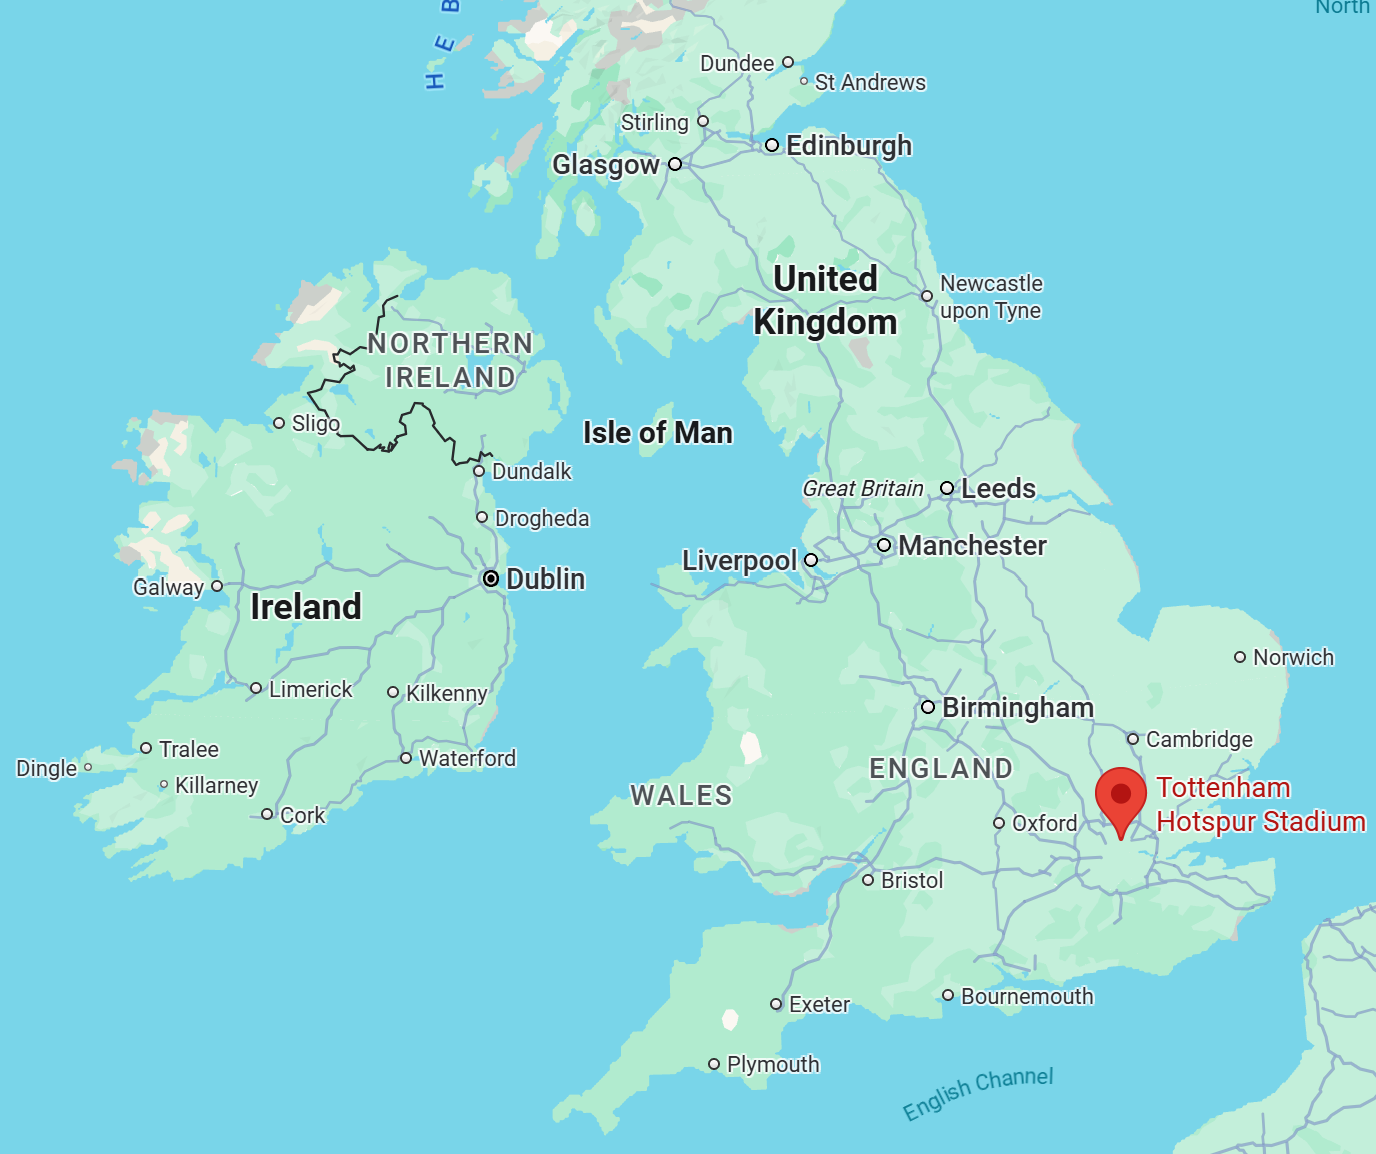 North
H E B
Dundee
St Andrews
Stirling
Edinburgh
Glasgow
United
Kingdom
Newcastle
upon Tyne
NORTHERN
IRELAND
Sligo
Isle of Man
Dundalk
Great Britain
Leeds
Drogheda
Manchester
Liverpool
Dublin
Galway
Ireland
Norwich
Limerick
Kilkenny
Birmingham
Cambridge
Tralee
Waterford
Dingle
Killarney
ENGLAND
WALES
Tottenham
Hotspur Stadium
Cork
Oxford
Bristol
Bournemouth
Exeter
Plymouth
English Channel